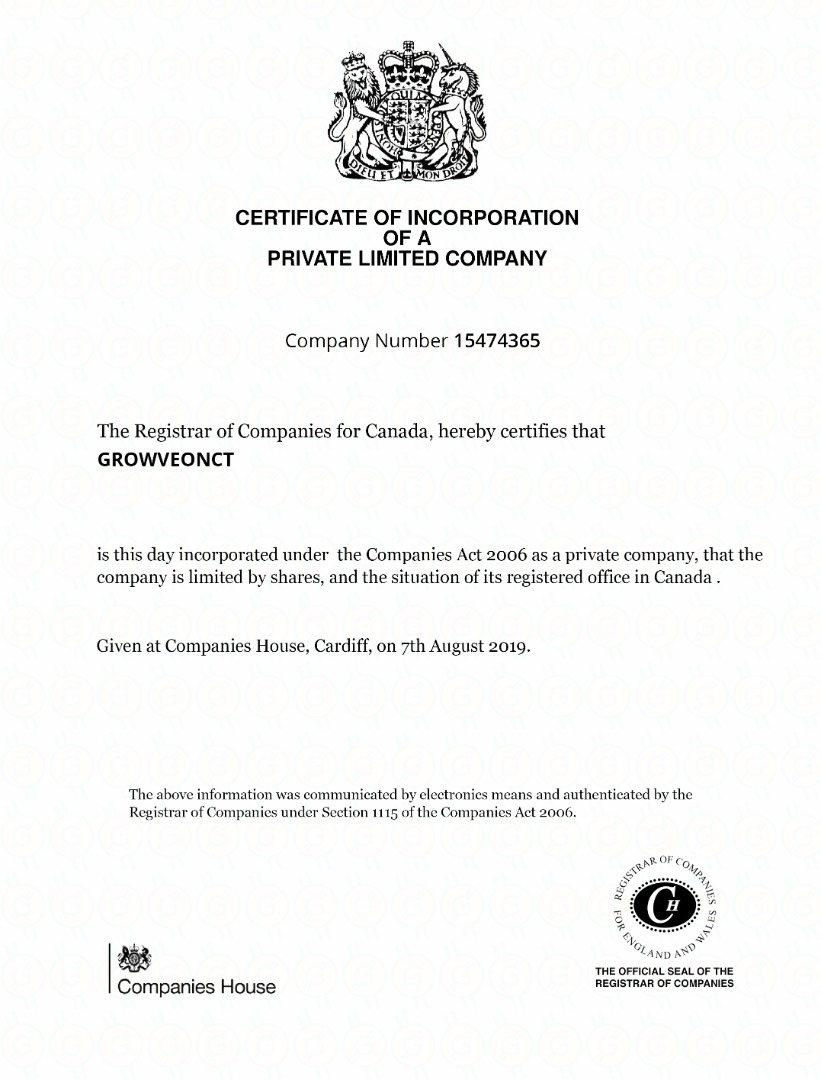 DIEU ET MON DROIT
CERTIFICATE OF INCORPORATION
OF A
PRIVATE LIMITED COMPANY
Company Number 15474365
The Registrar of Companies for Canada, hereby certifies that
GROWVEONCT
is this day incorporated under the Companies Act 2006 as a private company, that the
company is limited by shares, and the situation of its registered office in Canada .
Given at Companies House, Cardiff, on 7th August 2019.
The above information was communicated by electronics means and authenticated by the
Registrar of Companies under Section 1115 of the Companies Act 2006.
REGISTRAR OF COMPANIES
FOR ENGLAND AND WALES
CH
THE OFFICIAL SEAL OF THE
REGISTRAR OF COMPANIES
Companies House